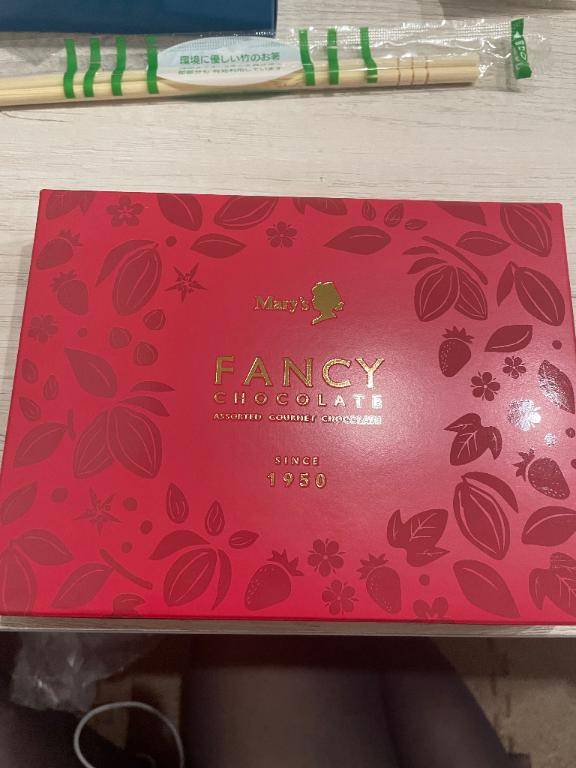 環境に優しい竹のお箸
Mary's
FANCY
CHOCOLATE
ASSORTED GOURMET CHOCOLATE
SINCE
1950